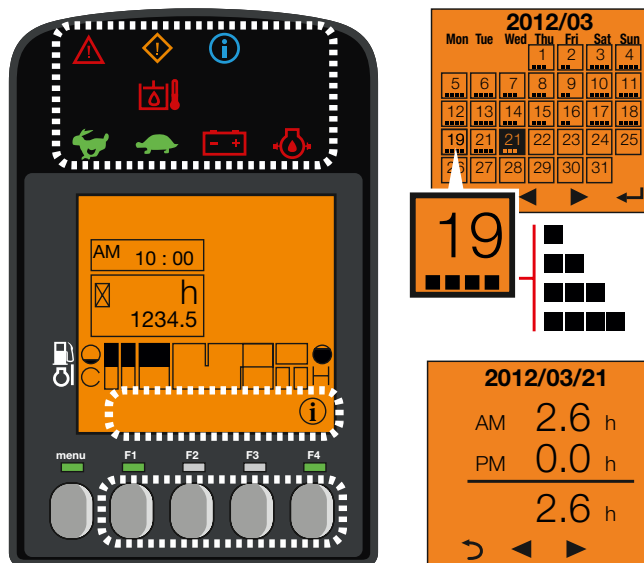 ! ! i
- +
AM 10 : 00
h
1234.5
C H
i
menu F1 F2 F3 F4
2012/03
Mon Tue Wed Thu Fri Sat Sun
1 2 3 4
5 6 7 8 9 10 11
12 13 14 15 16 17 18
19 21 21 22 23 24 25
26 27 28 29 30 31
19
2012/03/21
AM 2.6 h
PM 0.0 h
2.6 h